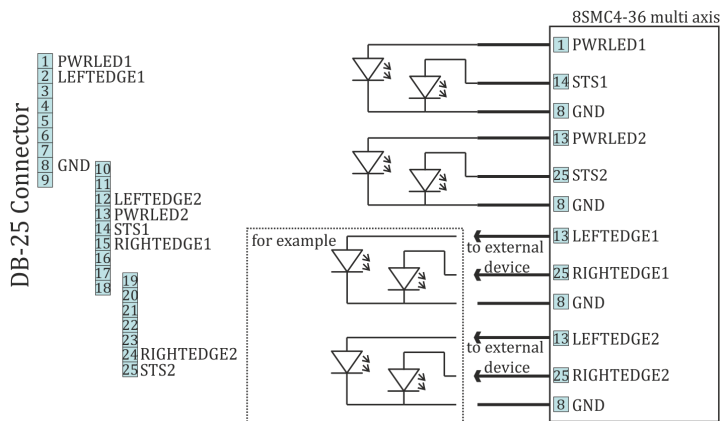 8SMC4-36 multi axis
DB-25 Connector
1 PWRLED1
2 LEFTEDGE1
3
4
5
6
7
8 GND
9
10
11
12 LEFTEDGE2
13 PWRLED2
14 STS1
15 RIGHTEDGE1
16
17
18
19
20
21
22
23
24 RIGHTEDGE2
25 STS2
1 PWRLED1
14 STS1
8 GND
13 PWRLED2
25 STS2
8 GND
for example
to external
device
13 LEFTEDGE1
25 RIGHTEDGE1
8 GND
to external
device
13 LEFTEDGE2
25 RIGHTEDGE2
8 GND